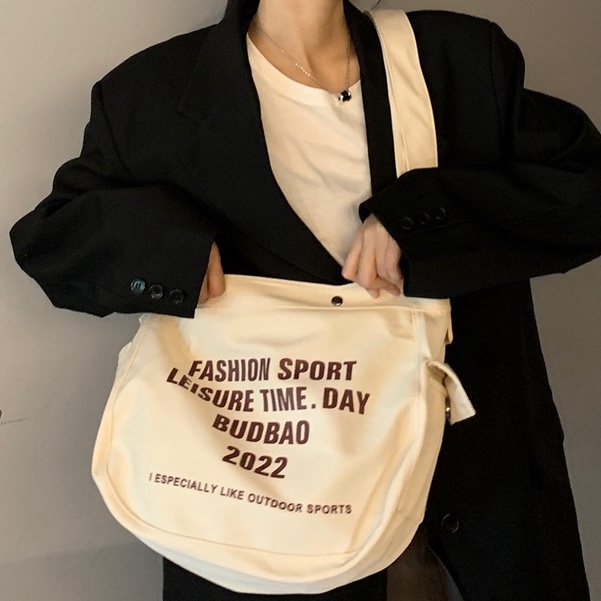 FASHION SPORT
LEISURE TIME. DAY
BUDBAO
2022
I ESPECIALLY LIKE OUTDOOR SPORTS